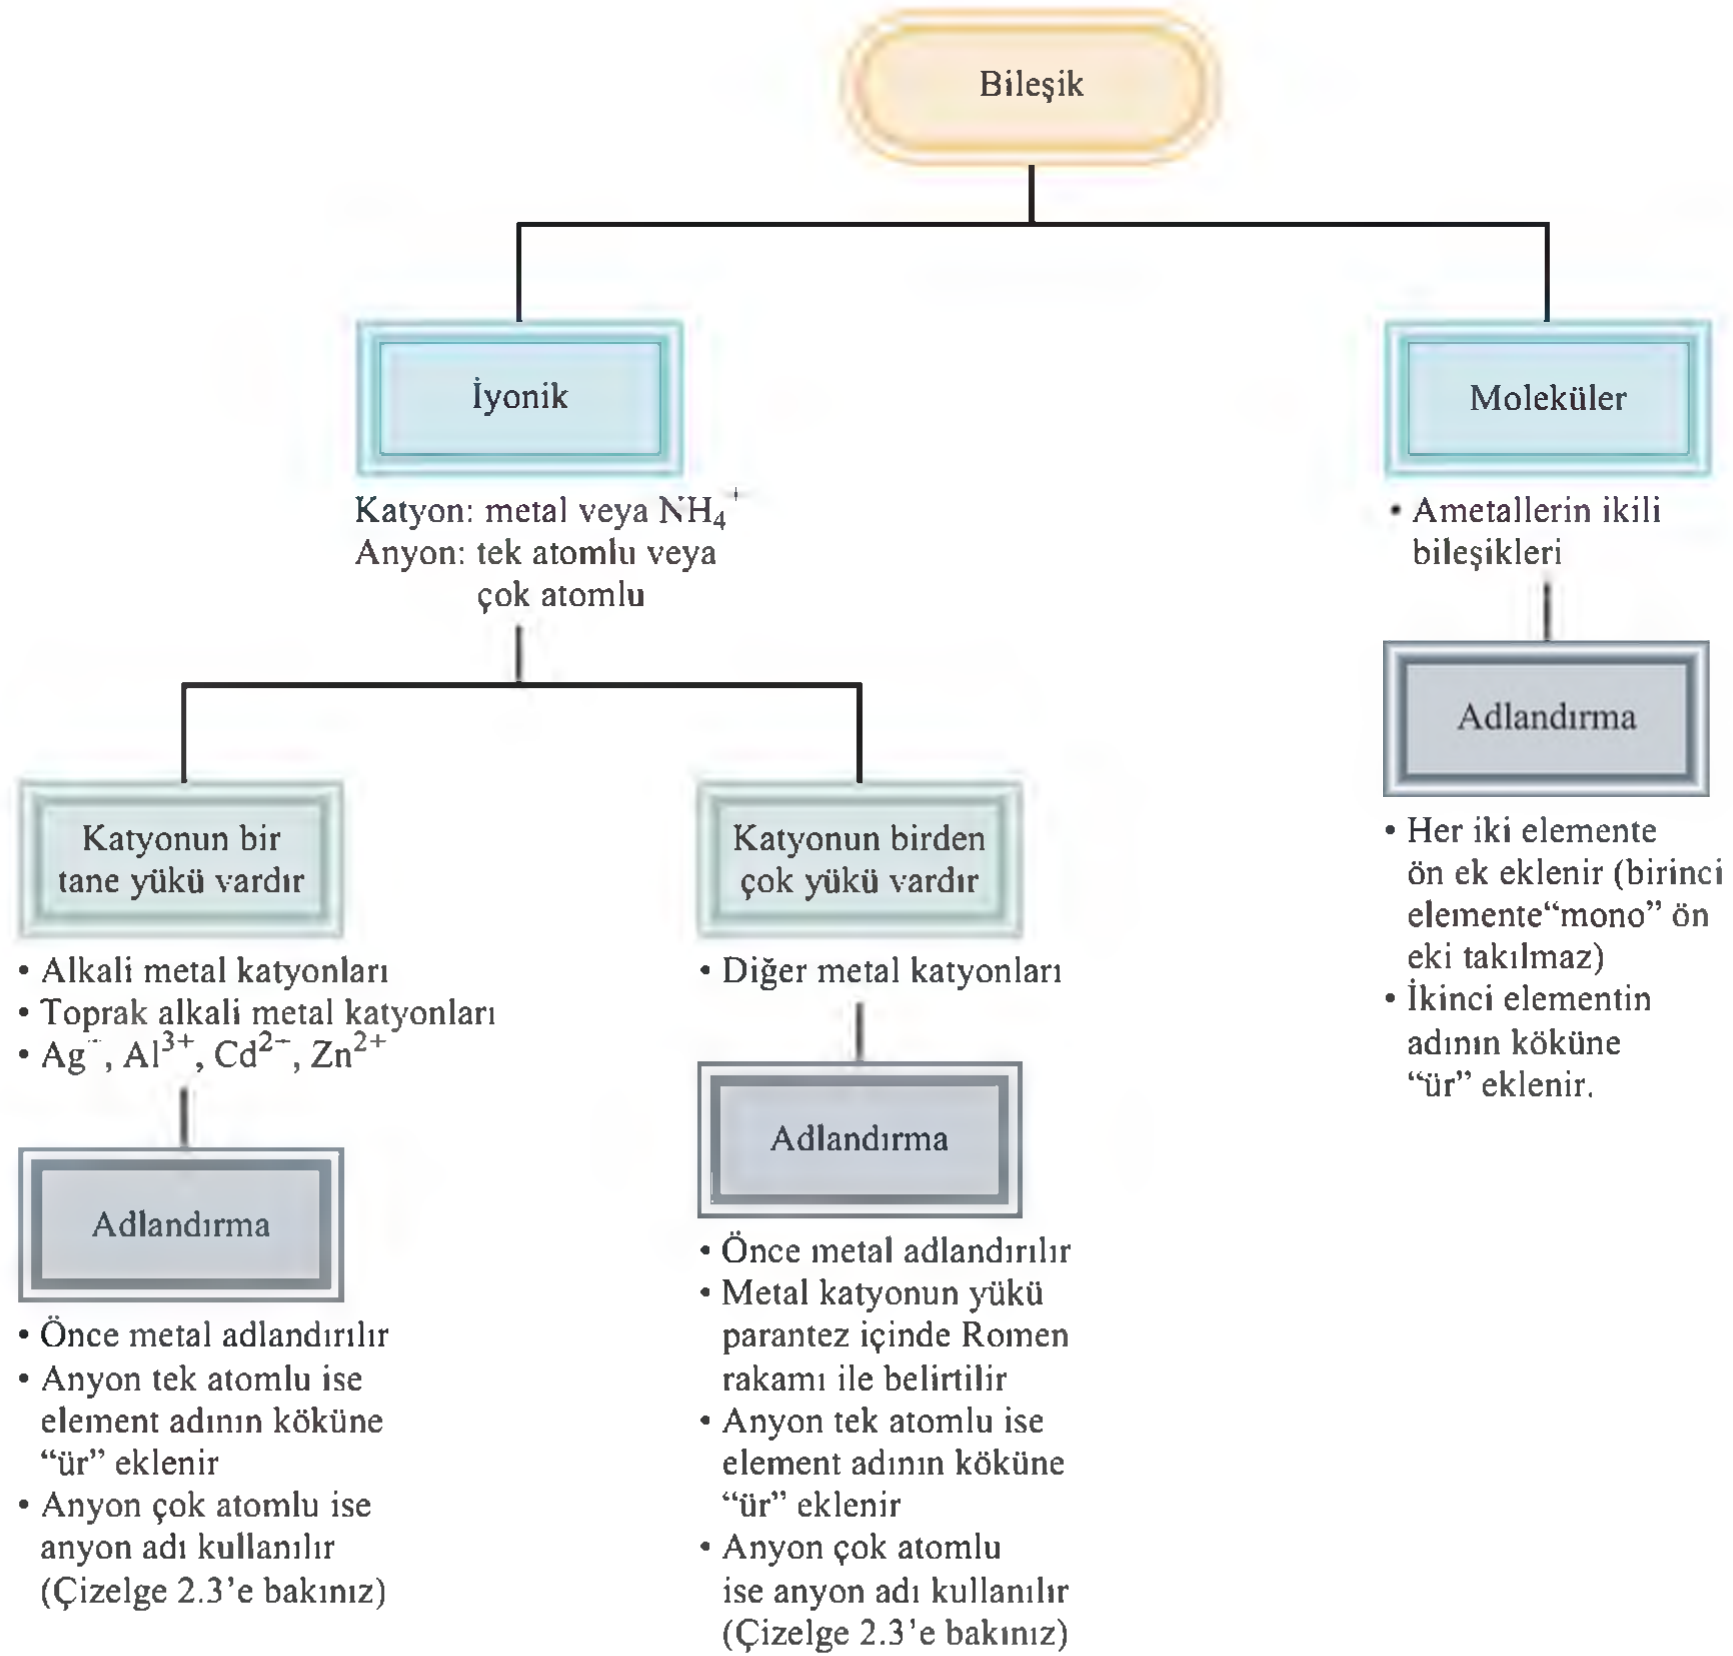 Bileşik
İyonik
Katyon: metal veya NH₄⁺
Anyon: tek atomlu veya
çok atomlu
Katyonun bir
tane yükü vardır
• Alkali metal katyonları
• Toprak alkali metal katyonları
• Ag⁺, Al³⁺, Cd²⁺, Zn²⁺
Adlandırma
• Önce metal adlandırılır
• Anyon tek atomlu ise
element adının köküne
“ür” eklenir
• Anyon çok atomlu ise
anyon adı kullanılır
(Çizelge 2.3’e bakınız)
Katyonun birden
çok yükü vardır
• Diğer metal katyonları
Adlandırma
• Önce metal adlandırılır
• Metal katyonun yükü
parantez içinde Romen
rakamı ile belirtilir
• Anyon tek atomlu ise
element adının köküne
“ür” eklenir
• Anyon çok atomlu
ise anyon adı kullanılır
(Çizelge 2.3’e bakınız)
Moleküler
• Ametallerin ikili
bileşikleri
Adlandırma
• Her iki elemente
ön ek eklenir (birinci
elemente“mono” ön
eki takılmaz)
• İkinci elementin
adının köküne
“ür” eklenir.